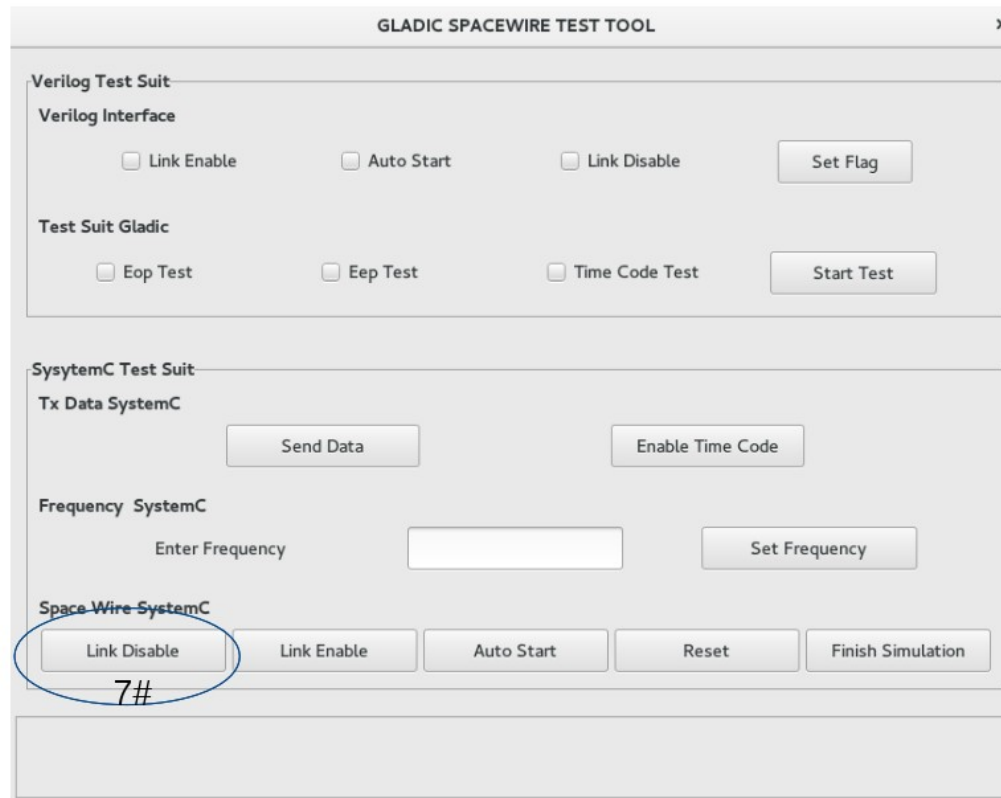 GLADIC SPACEWIRE TEST TOOL
Verilog Test Suit
Verilog Interface
Link Enable Auto Start Link Disable Set Flag
Test Suit Gladic
Eop Test Eep Test Time Code Test Start Test
SysytemC Test Suit
Tx Data SystemC
Send Data Enable Time Code
Frequency SystemC
Enter Frequency Set Frequency
Space Wire SystemC
Link Disable Link Enable Auto Start Reset Finish Simulation
7#